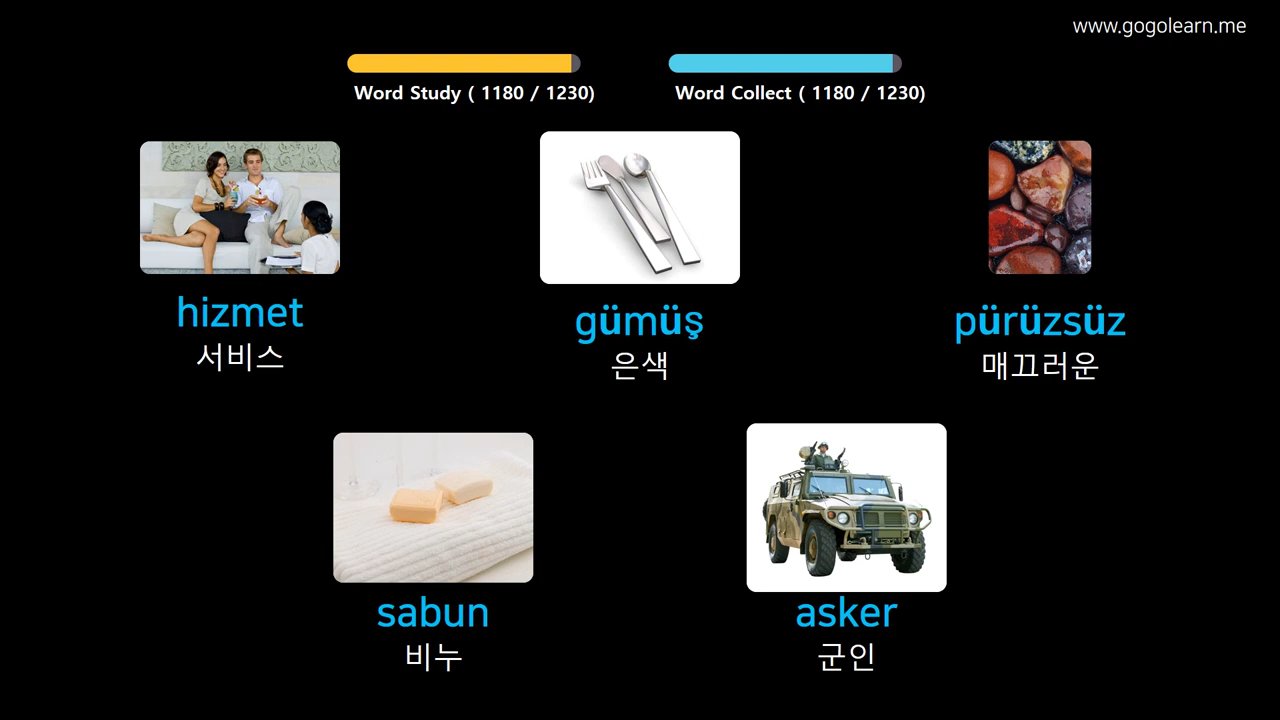 www.gogolearn.me
Word Study ( 1180 / 1230)
Word Collect ( 1180 / 1230)
hizmet
서비스
gümüş
은색
pürüzsüz
매끄러운
sabun
비누
asker
군인